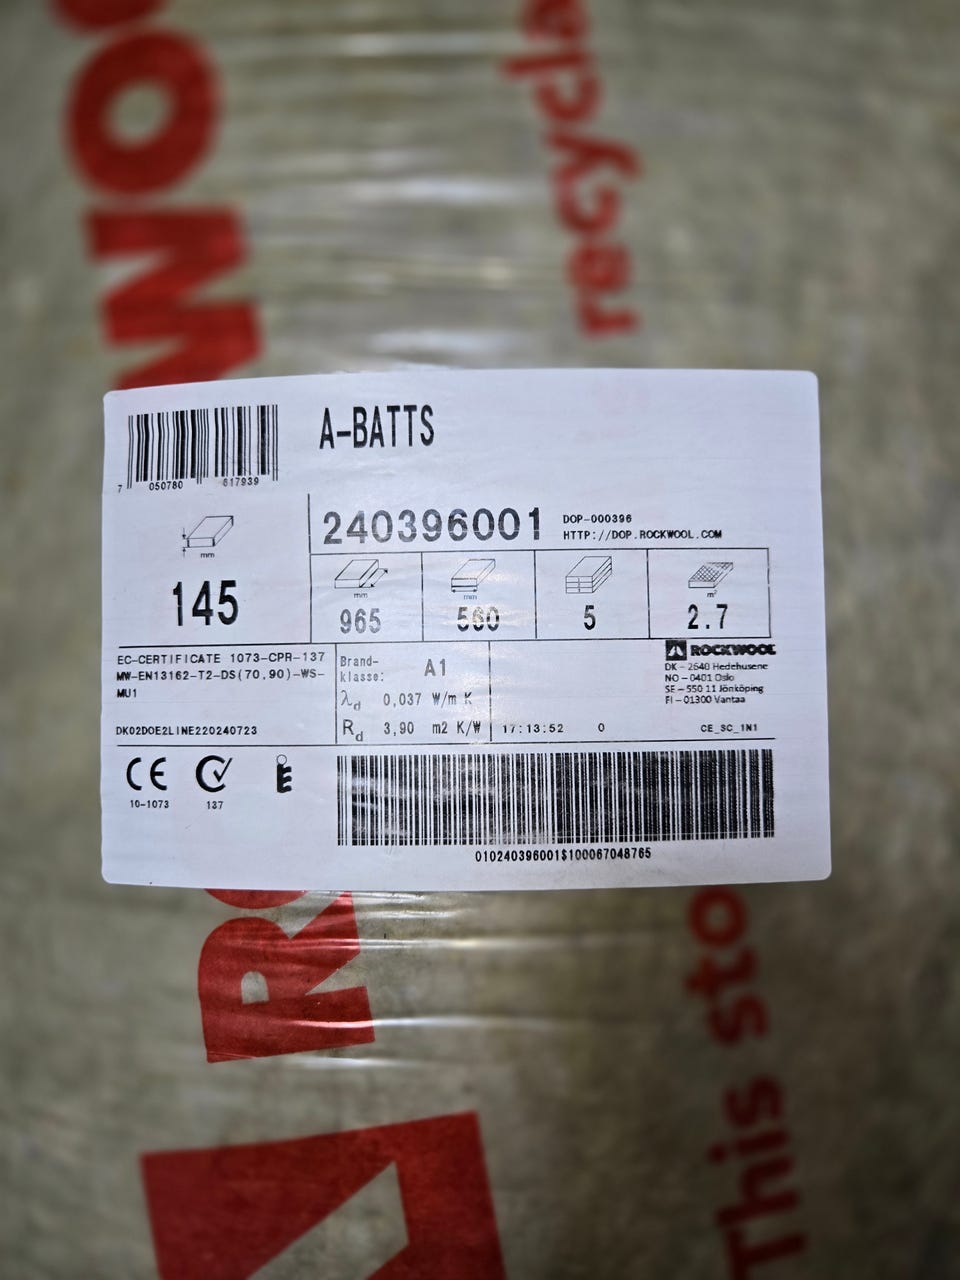 WOO
recycla
A-BATTS
7 050780 617939
240396001
DOP-000396
HTTP://DOP.ROCKWOOL.COM
mm
145
mm
965
mm
560
5
m²
2.7
EC-CERTIFICATE 1073-CPR-137
MW-EN13162-T2-DS(70,90)-WS-
MU1
DK02DOE2LINE220240723
Brand-
klasse: A1
λd 0,037 W/m K
Rd 3,90 m2 K/W
17:13:52 0
ROCKWOOL
DK - 2640 Hedehusene
NO - 0401 Oslo
SE - 550 11 Jönköping
FI - 01300 Vantaa
CE_SC_1N1
CE
10-1073
137
010240396001$100067048765
RO
This sto